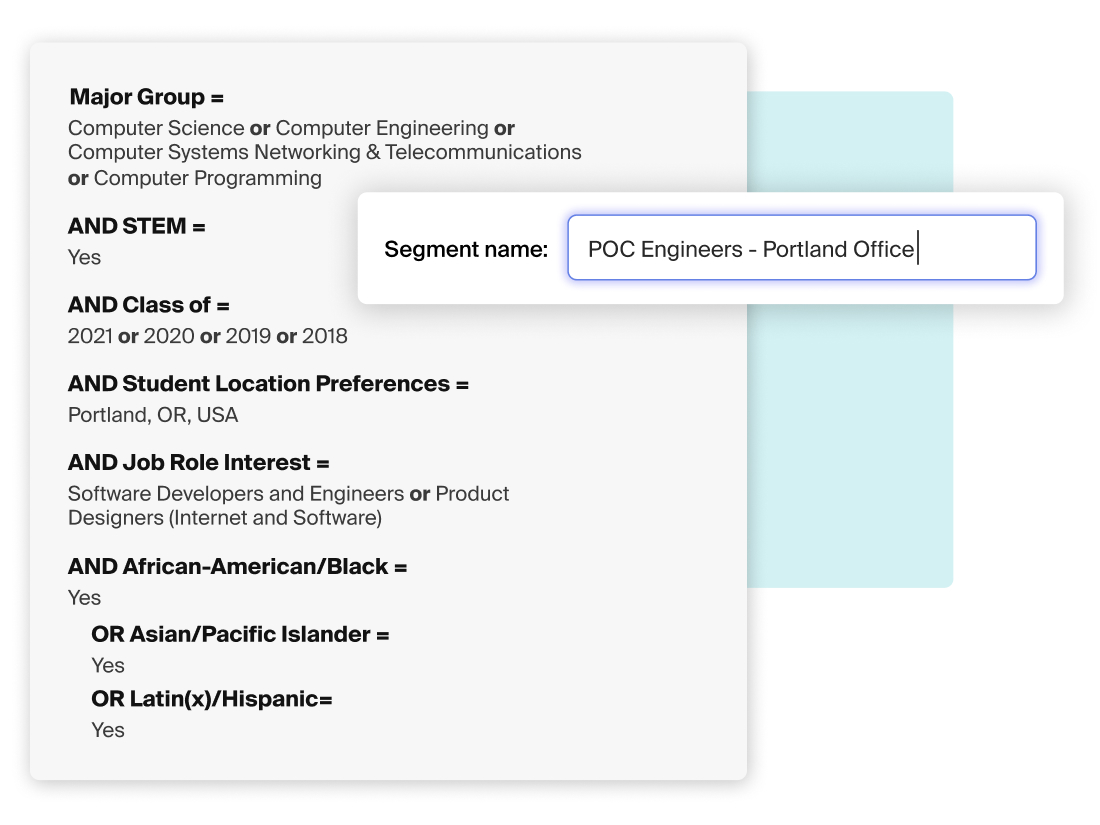 Major Group =
Computer Science or Computer Engineering or
Computer Systems Networking & Telecommunications
or Computer Programming
AND STEM =
Yes
Segment name: POC Engineers - Portland Office
AND Class of =
2021 or 2020 or 2019 or 2018
AND Student Location Preferences =
Portland, OR, USA
AND Job Role Interest =
Software Developers and Engineers or Product
Designers (Internet and Software)
AND African-American/Black =
Yes
OR Asian/Pacific Islander =
Yes
OR Latin(x)/Hispanic=
Yes